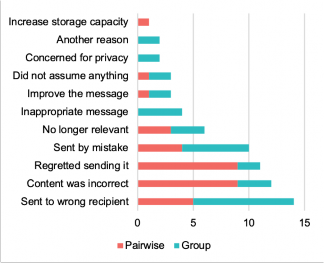 Increase storage capacity
Another reason
Concerned for privacy
Did not assume anything
Improve the message
Inappropriate message
No longer relevant
Sent by mistake
Regretted sending it
Content was incorrect
Sent to wrong recipient
0 5 10 15
Pairwise Group